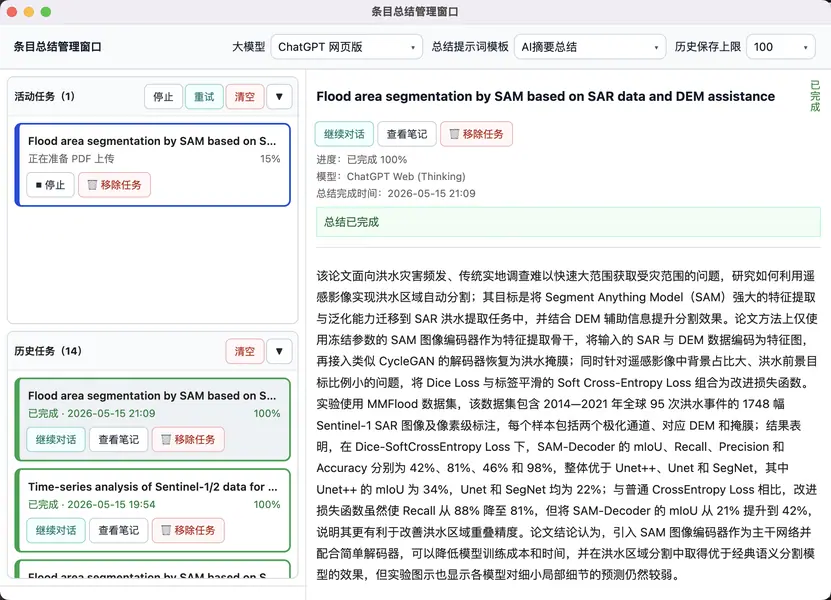 条目总结管理窗口
条目总结管理窗口
大模型
ChatGPT 网页版
总结提示词模板
AI摘要总结
历史保存上限
100
活动任务（1）
停止
重试
清空
▼
Flood area segmentation by SAM based on S...
正在准备 PDF 上传
15%
■ 停止
移除任务
历史任务（14）
清空
▼
Flood area segmentation by SAM based on S...
已完成 · 2026-05-15 21:09
100%
继续对话
查看笔记
移除任务
Time-series analysis of Sentinel-1/2 data for ...
已完成 · 2026-05-15 19:54
100%
继续对话
查看笔记
移除任务
Flood area segmentation by SAM based on S...
Flood area segmentation by SAM based on SAR data and DEM assistance
已完成
继续对话
查看笔记
移除任务
进度：已完成 100%
模型：ChatGPT Web (Thinking)
总结完成时间：2026-05-15 21:09
总结已完成
该论文面向洪水灾害频发、传统实地调查难以快速大范围获取受灾范围的问题，研究如何利用遥
感影像实现洪水区域自动分割；其目标是将 Segment Anything Model（SAM）强大的特征提取
与泛化能力迁移到 SAR 洪水提取任务中，并结合 DEM 辅助信息提升分割效果。论文方法上仅使
用冻结参数的 SAM 图像编码器作为特征提取骨干，将输入的 SAR 与 DEM 数据编码为特征图，
再接入类似 CycleGAN 的解码器恢复为洪水掩膜；同时针对遥感影像中背景占比大、洪水前景目
标比例小的问题，将 Dice Loss 与标签平滑的 Soft Cross-Entropy Loss 组合为改进损失函数。
实验使用 MMFlood 数据集，该数据集包含 2014—2021 年全球 95 次洪水事件的 1748 幅
Sentinel-1 SAR 图像及像素级标注，每个样本包括两个极化通道、对应 DEM 和掩膜；结果表
明，在 Dice-SoftCrossEntropy Loss 下，SAM-Decoder 的 mIoU、Recall、Precision 和
Accuracy 分别为 42%、81%、46% 和 98%，整体优于 Unet++、Unet 和 SegNet，其中
Unet++ 的 mIoU 为 34%，Unet 和 SegNet 均为 22%；与普通 CrossEntropy Loss 相比，改进
损失函数虽然使 Recall 从 88% 降至 81%，但将 SAM-Decoder 的 mIoU 从 21% 提升到 42%，
说明其更有利于改善洪水区域重叠精度。论文结论认为，引入 SAM 图像编码器作为主干网络并
配合简单解码器，可以降低模型训练成本和时间，并在洪水区域分割中取得优于经典语义分割模
型的效果，但实验图示也显示各模型对细小局部细节的预测仍然较弱。